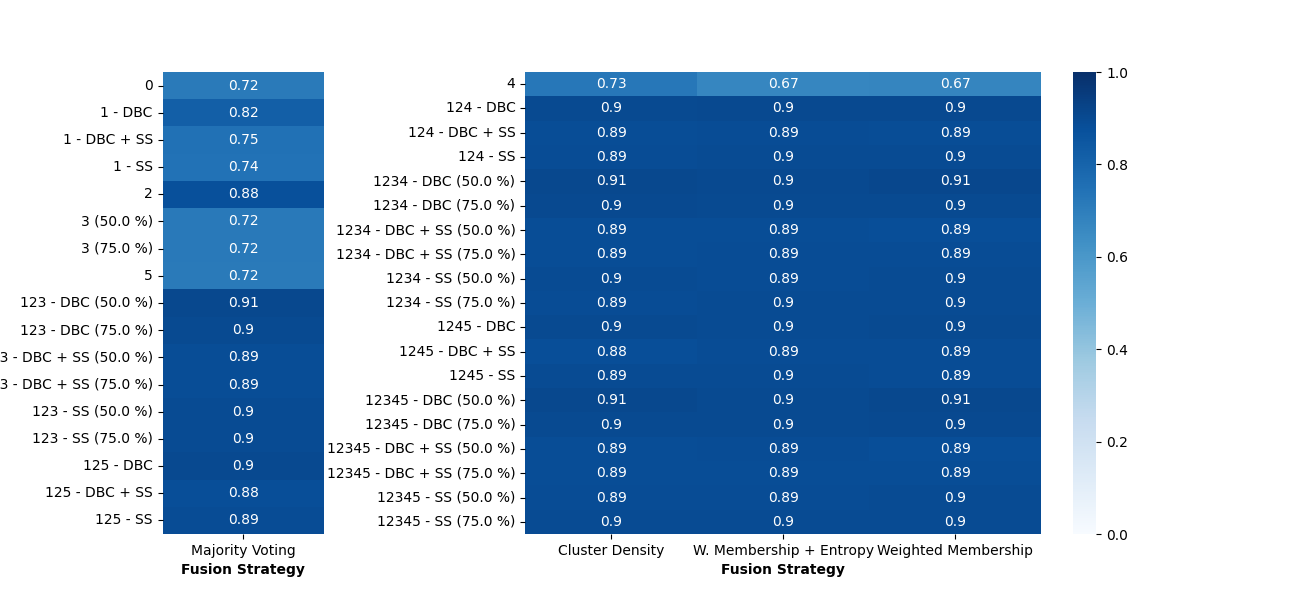 0 0.72
1 - DBC 0.82
1 - DBC + SS 0.75
1 - SS 0.74
2 0.88
3 (50.0 %) 0.72
3 (75.0 %) 0.72
5 0.72
123 - DBC (50.0 %) 0.91
123 - DBC (75.0 %) 0.9
3 - DBC + SS (50.0 %) 0.89
3 - DBC + SS (75.0 %) 0.89
123 - SS (50.0 %) 0.9
123 - SS (75.0 %) 0.9
125 - DBC 0.9
125 - DBC + SS 0.88
125 - SS 0.89
Majority Voting
Fusion Strategy
4 0.73 0.67 0.67
124 - DBC 0.9 0.9 0.9
124 - DBC + SS 0.89 0.89 0.89
124 - SS 0.89 0.9 0.9
1234 - DBC (50.0 %) 0.91 0.9 0.91
1234 - DBC (75.0 %) 0.9 0.9 0.9
1234 - DBC + SS (50.0 %) 0.89 0.89 0.89
1234 - DBC + SS (75.0 %) 0.89 0.89 0.89
1234 - SS (50.0 %) 0.9 0.89 0.9
1234 - SS (75.0 %) 0.89 0.9 0.9
1245 - DBC 0.9 0.9 0.9
1245 - DBC + SS 0.88 0.89 0.89
1245 - SS 0.89 0.9 0.89
12345 - DBC (50.0 %) 0.91 0.9 0.91
12345 - DBC (75.0 %) 0.9 0.9 0.9
12345 - DBC + SS (50.0 %) 0.89 0.89 0.89
12345 - DBC + SS (75.0 %) 0.89 0.89 0.89
12345 - SS (50.0 %) 0.89 0.89 0.9
12345 - SS (75.0 %) 0.9 0.9 0.9
Cluster Density W. Membership + Entropy Weighted Membership
Fusion Strategy
1.0
0.8
0.6
0.4
0.2
0.0